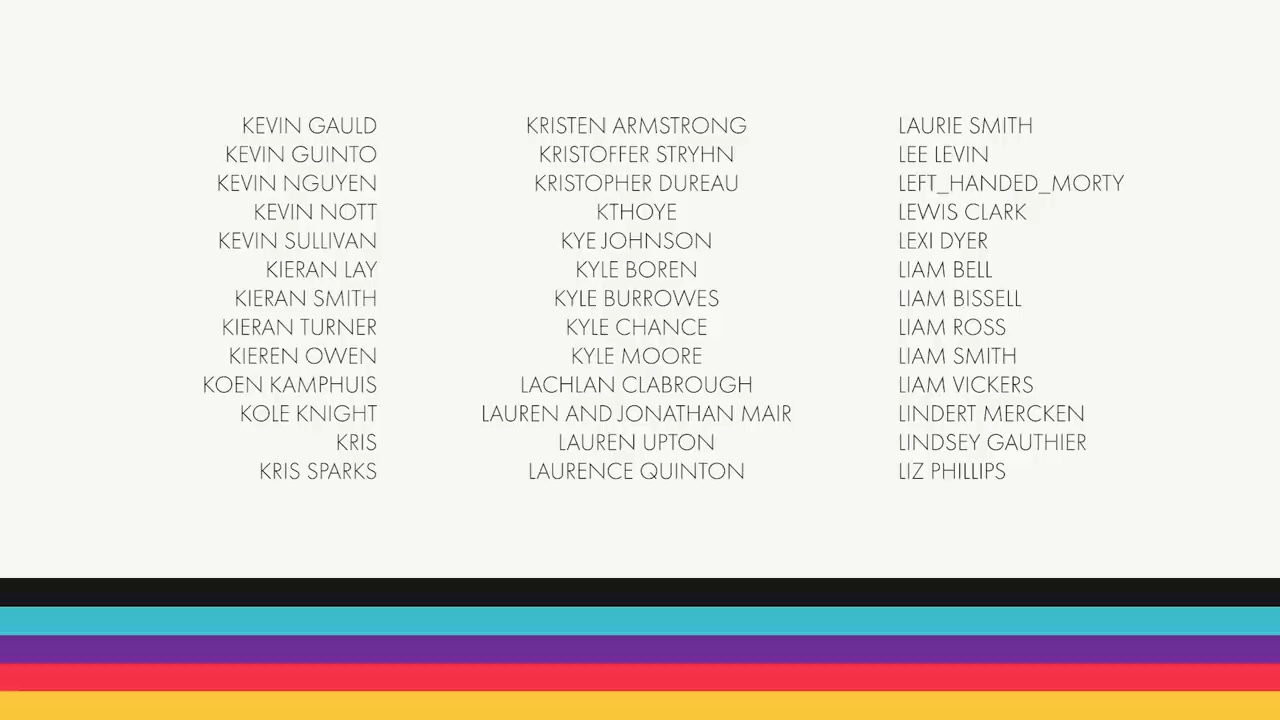 KEVIN GAULD
KEVIN GUINTO
KEVIN NGUYEN
KEVIN NOTT
KEVIN SULLIVAN
KIERAN LAY
KIERAN SMITH
KIERAN TURNER
KIEREN OWEN
KOEN KAMPHUIS
KOLE KNIGHT
KRIS
KRIS SPARKS
KRISTEN ARMSTRONG
KRISTOFFER STRYHN
KRISTOPHER DUREAU
KTHOYE
KYE JOHNSON
KYLE BOREN
KYLE BURROWES
KYLE CHANCE
KYLE MOORE
LACHLAN CLABROUGH
LAUREN AND JONATHAN MAIR
LAUREN UPTON
LAURENCE QUINTON
LAURIE SMITH
LEE LEVIN
LEFT_HANDED_MORTY
LEWIS CLARK
LEXI DYER
LIAM BELL
LIAM BISSELL
LIAM ROSS
LIAM SMITH
LIAM VICKERS
LINDERT MERCKEN
LINDSEY GAUTHIER
LIZ PHILLIPS